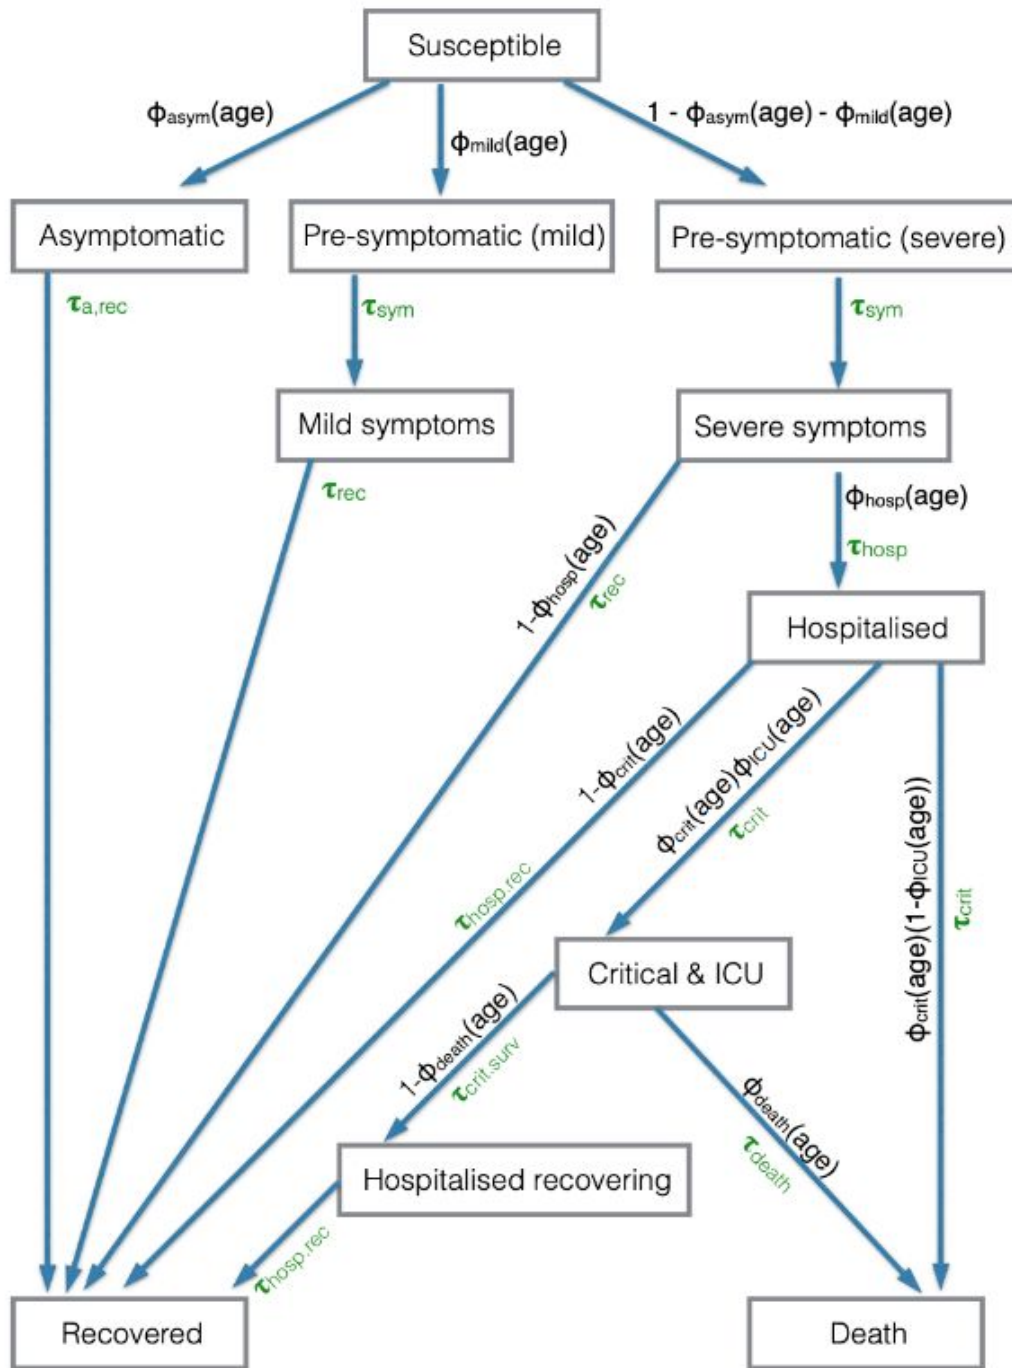 Susceptible
ϕasym(age)
ϕmild(age)
1 - ϕasym(age) - ϕmild(age)
Asymptomatic
Pre-symptomatic (mild)
Pre-symptomatic (severe)
τa,rec
τsym
τsym
Mild symptoms
Severe symptoms
τrec
ϕhosp(age)
τhosp
1-ϕhosp(age)
τrec
Hospitalised
1-ϕcrit(age)
τhosp.rec
ϕcrit(age)ϕICU(age)
τcrit
ϕcrit(age)(1-ϕICU(age))
τcrit
Critical & ICU
1-ϕdeath(age)
τcrit.surv
ϕdeath(age)
τdeath
Hospitalised recovering
τhosp.rec
Recovered
Death